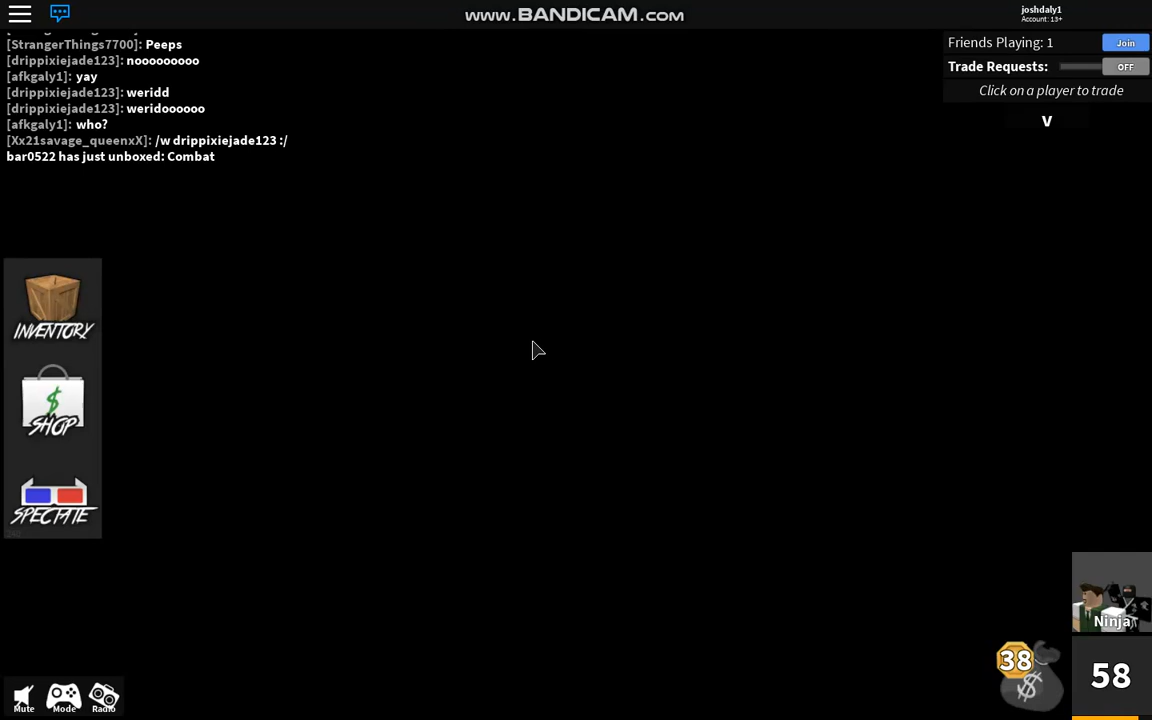 www.BANDICAM.com
joshdaly1
Account: 13+
[StrangerThings7700]: Peeps
[drippixiejade123]: nooooooooo
[afkgaly1]: yay
[drippixiejade123]: weridd
[drippixiejade123]: weridoooooo
[afkgaly1]: who?
[Xx21savage_queenxX]: /w drippixiejade123 :/
bar0522 has just unboxed: Combat
Friends Playing: 1 Join
Trade Requests: OFF
Click on a player to trade
V
INVENTORY
$
SHOP
SPECTATE
Ninja
38
$
58
Mute Mode Radio